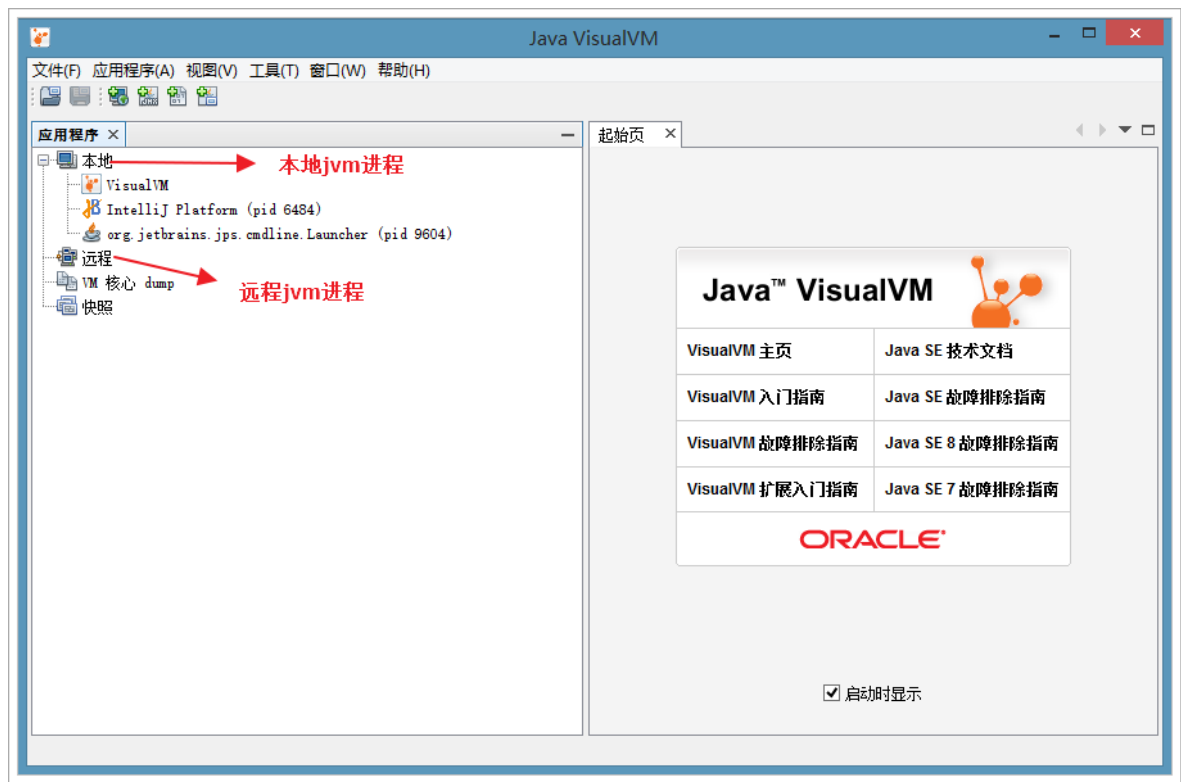 Java VisualVM
文件(F) 应用程序(A) 视图(V) 工具(T) 窗口(W) 帮助(H)
应用程序
本地
本地jvm进程
VisualVM
IntelliJ Platform (pid 6484)
org.jetbrains.jps.cmdline.Launcher (pid 9604)
远程
远程jvm进程
VM 核心 dump
快照
起始页
Java™ VisualVM
VisualVM 主页
Java SE 技术文档
VisualVM 入门指南
Java SE 故障排除指南
VisualVM 故障排除指南
Java SE 8 故障排除指南
VisualVM 扩展入门指南
Java SE 7 故障排除指南
ORACLE
启动时显示